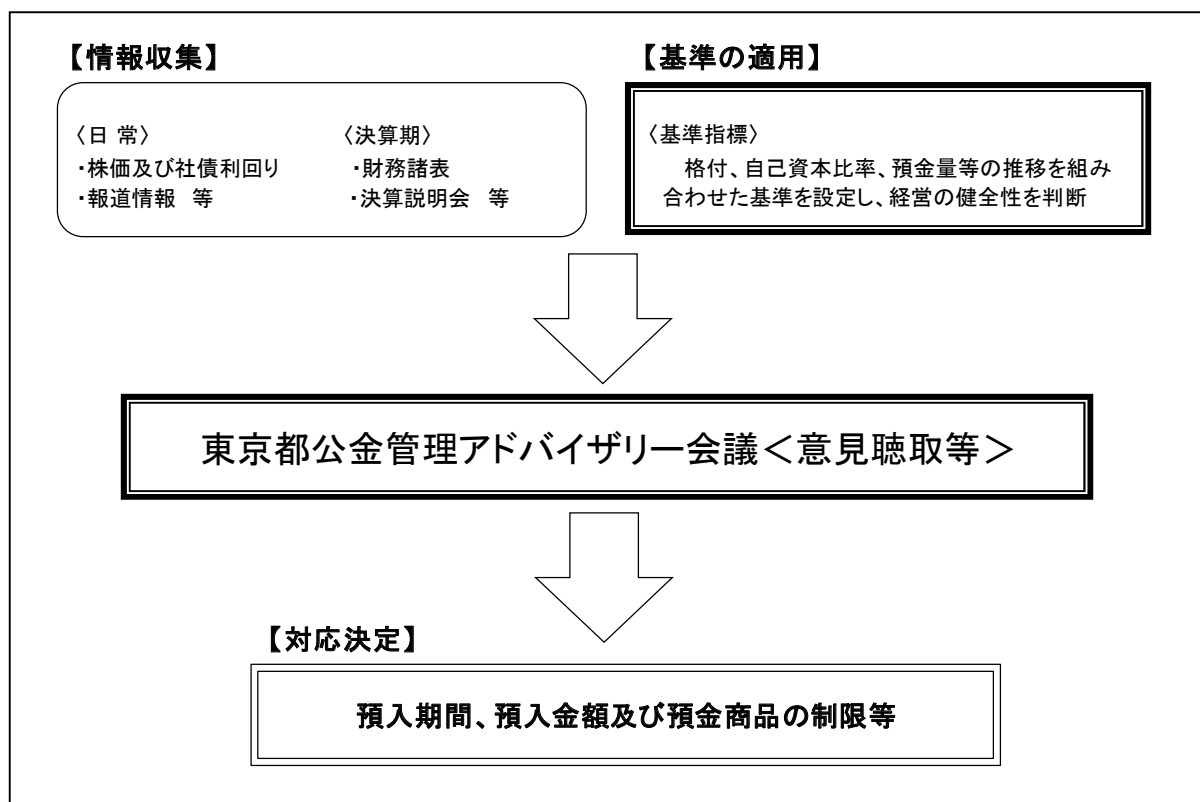 【情報収集】
〈日 常〉
・株価及び社債利回り
・報道情報 等
〈決算期〉
・財務諸表
・決算説明会 等
【基準の適用】
〈基準指標〉
格付、自己資本比率、預金量等の推移を組み
合わせた基準を設定し、経営の健全性を判断
東京都公金管理アドバイザリー会議＜意見聴取等＞
【対応決定】
預入期間、預入金額及び預金商品の制限等